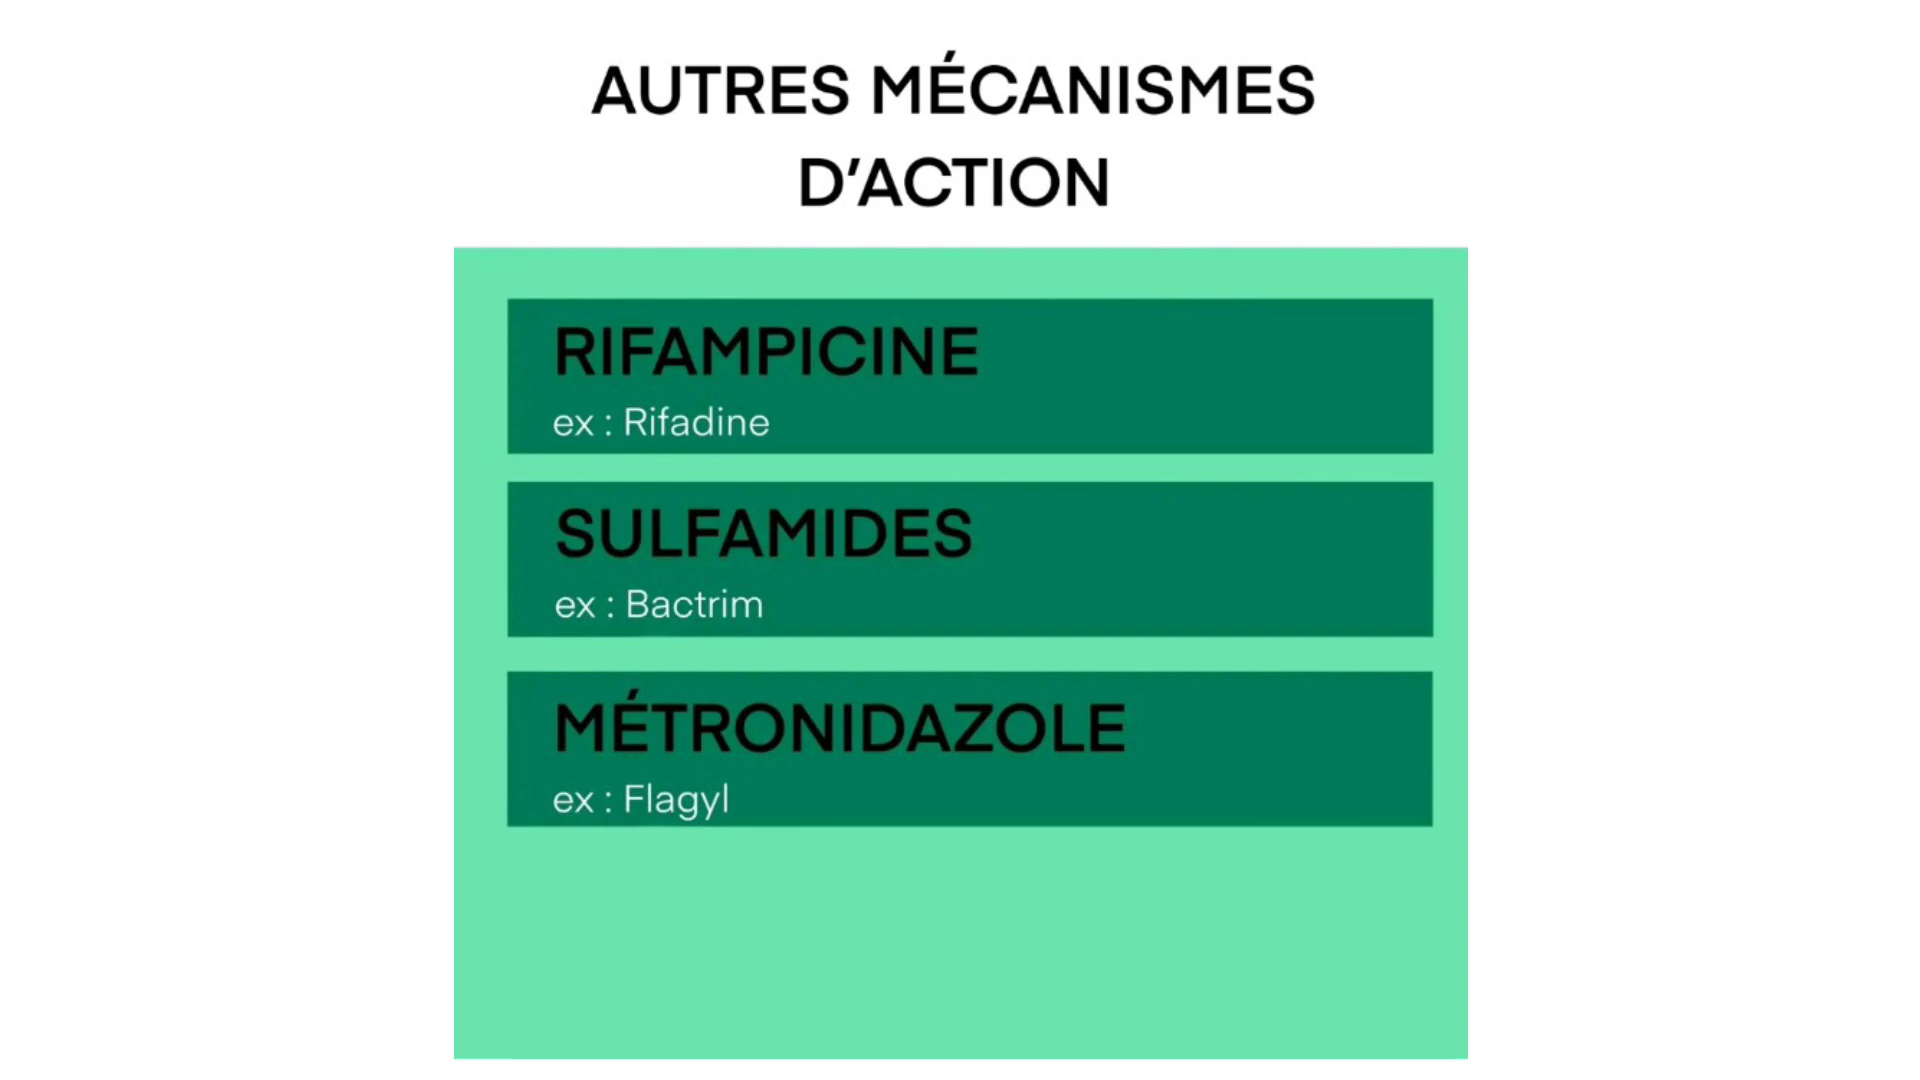 AUTRES MÉCANISMES
D’ACTION
RIFAMPICINE
ex : Rifadine
SULFAMIDES
ex : Bactrim
MÉTRONIDAZOLE
ex : Flagyl